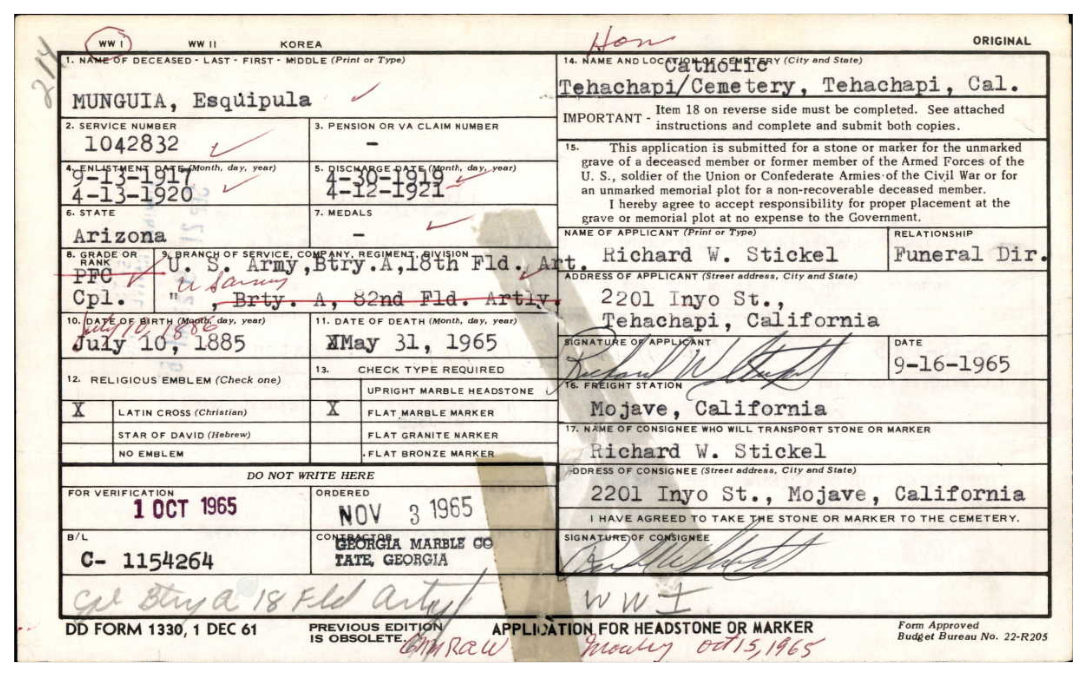 214
WW I WW II KOREA Hon ORIGINAL
1. NAME OF DECEASED - LAST - FIRST - MIDDLE (Print or Type)
MUNGUIA, Esquipula
2. SERVICE NUMBER
1042832
3. PENSION OR VA CLAIM NUMBER
-
4. ENLISTMENT DATE (Month, day, year)
9-13-1917
4-13-1920
5. DISCHARGE DATE (Month, day, year)
4-30-1919
4-12-1921
6. STATE
Arizona
7. MEDALS
-
8. GRADE OR RANK
PFC
Cpl.
9. BRANCH OF SERVICE, COMPANY, REGIMENT, DIVISION
U. S. Army,Btry.A,18th Fld. Art.
U S Army
" , Brty. A, 82nd Fld. Artly.
10. DATE OF BIRTH (Month, day, year)
July 10, 1886
July 10, 1885
11. DATE OF DEATH (Month, day, year)
May 31, 1965
12. RELIGIOUS EMBLEM (Check one)
X LATIN CROSS (Christian)
STAR OF DAVID (Hebrew)
NO EMBLEM
13. CHECK TYPE REQUIRED
UPRIGHT MARBLE HEADSTONE
X FLAT MARBLE MARKER
FLAT GRANITE MARKER
FLAT BRONZE MARKER
DO NOT WRITE HERE
FOR VERIFICATION
1 OCT 1965
ORDERED
NOV 3 1965
B/L
C- 1154264
CONTRACTOR
GEORGIA MARBLE CO
TATE, GEORGIA
14. NAME AND LOCATION OF CEMETERY (City and State)
Catholic
Tehachapi/Cemetery, Tehachapi, Cal.
IMPORTANT - Item 18 on reverse side must be completed. See attached
instructions and complete and submit both copies.
15. This application is submitted for a stone or marker for the unmarked
grave of a deceased member or former member of the Armed Forces of the
U. S., soldier of the Union or Confederate Armies of the Civil War or for
an unmarked memorial plot for a non-recoverable deceased member.
I hereby agree to accept responsibility for proper placement at the
grave or memorial plot at no expense to the Government.
NAME OF APPLICANT (Print or Type)
Richard W. Stickel
RELATIONSHIP
Funeral Dir.
ADDRESS OF APPLICANT (Street address, City and State)
2201 Inyo St.,
Tehachapi, California
SIGNATURE OF APPLICANT
Richard W Stickel
DATE
9-16-1965
16. FREIGHT STATION
Mojave, California
17. NAME OF CONSIGNEE WHO WILL TRANSPORT STONE OR MARKER
Richard W. Stickel
ADDRESS OF CONSIGNEE (Street address, City and State)
2201 Inyo St., Mojave, California
I HAVE AGREED TO TAKE THE STONE OR MARKER TO THE CEMETERY.
SIGNATURE OF CONSIGNEE
Cpl Btry A 18 Fld Arty WW I
DD FORM 1330, 1 DEC 61
PREVIOUS EDITION
IS OBSOLETE.
APPLICATION FOR HEADSTONE OR MARKER
Form Approved
Budget Bureau No. 22-R205
Oct 15, 1965